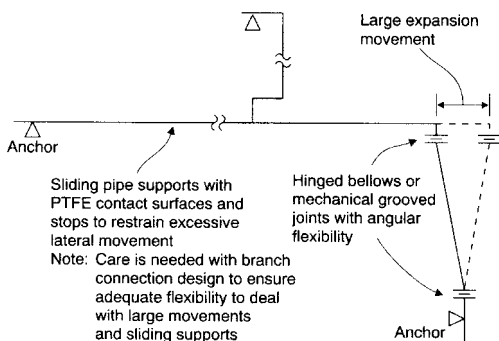 Large expansion
movement
Anchor
Sliding pipe supports with
PTFE contact surfaces and
stops to restrain excessive
lateral movement
Note: Care is needed with branch
connection design to ensure
adequate flexibility to deal
with large movements
and sliding supports
Hinged bellows or
mechanical grooved
joints with angular
flexibility
Anchor